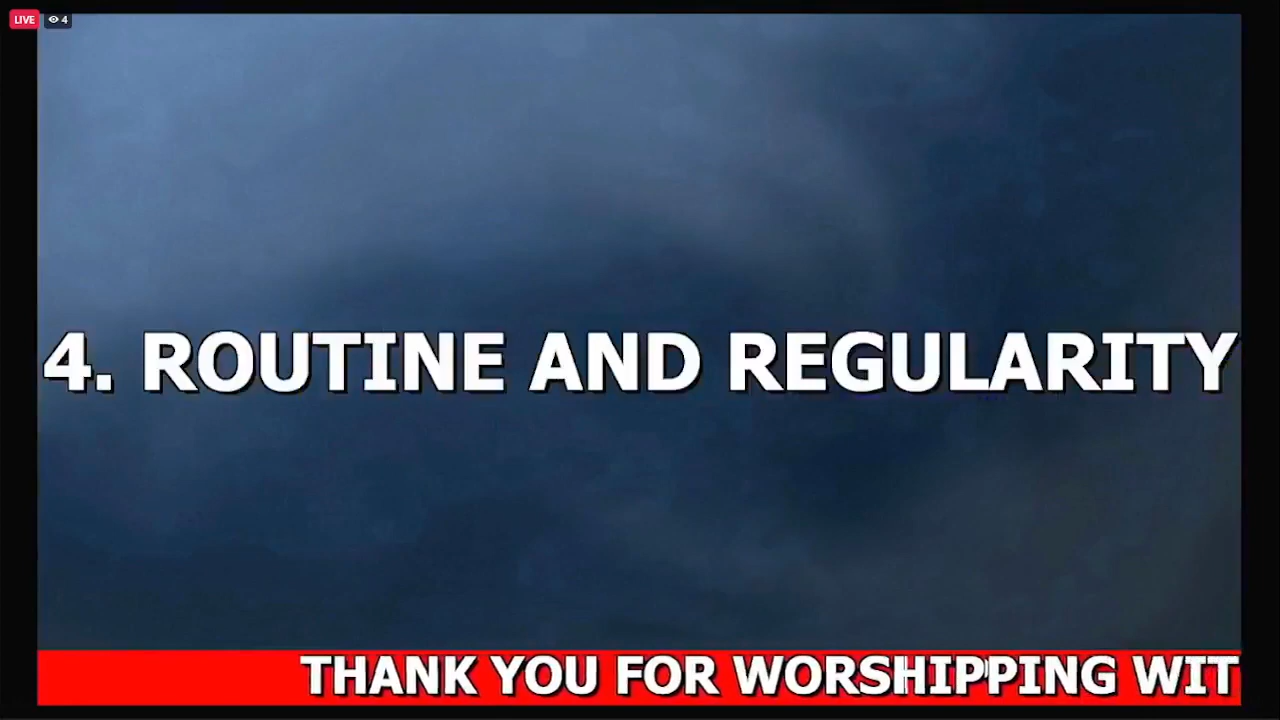 LIVE 4
4. ROUTINE AND REGULARITY
THANK YOU FOR WORSHIPPING WIT